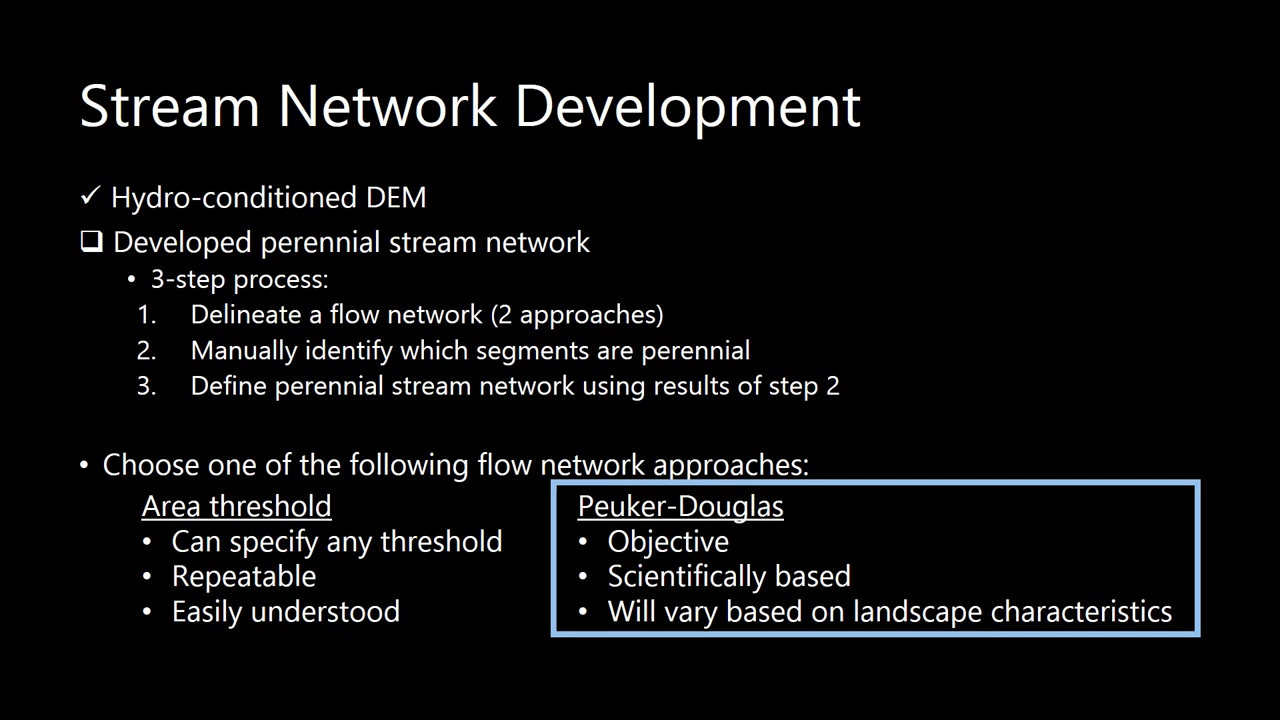 Stream Network Development
✓ Hydro-conditioned DEM
❑ Developed perennial stream network
• 3-step process:
1. Delineate a flow network (2 approaches)
2. Manually identify which segments are perennial
3. Define perennial stream network using results of step 2
• Choose one of the following flow network approaches:
Area threshold
• Can specify any threshold
• Repeatable
• Easily understood
Peuker-Douglas
• Objective
• Scientifically based
• Will vary based on landscape characteristics